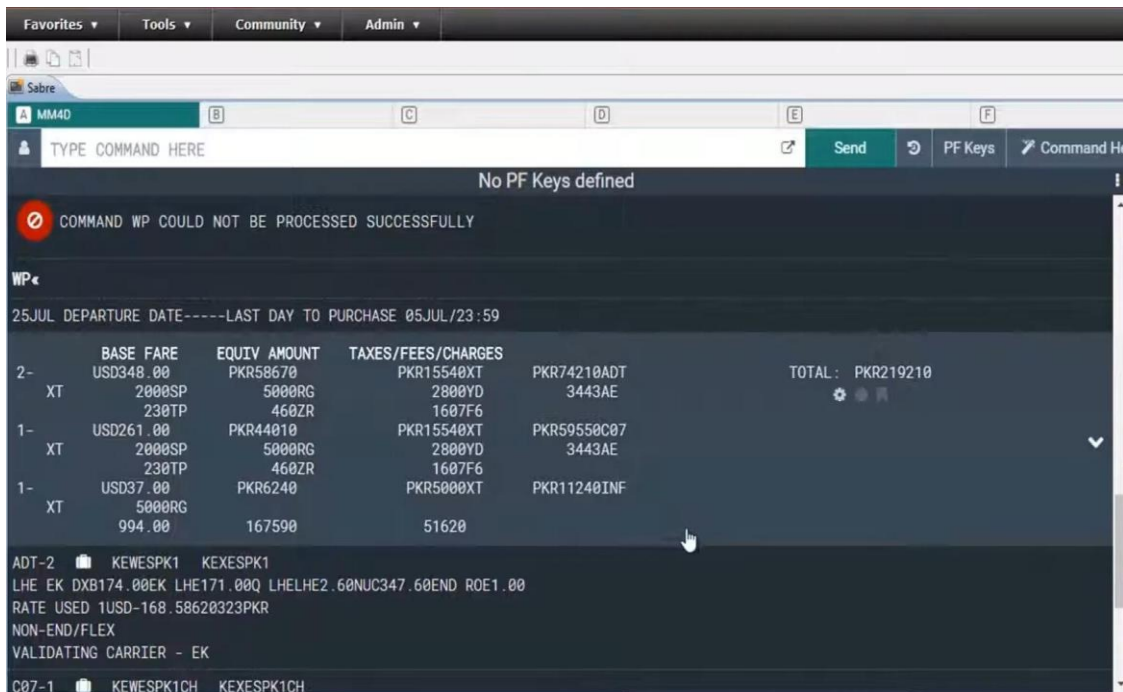 Favorites ▾ Tools ▾ Community ▾ Admin ▾
Sabre
A MM4D B C D E F
TYPE COMMAND HERE Send PF Keys Command He
No PF Keys defined
COMMAND WP COULD NOT BE PROCESSED SUCCESSFULLY
WP«
25JUL DEPARTURE DATE-----LAST DAY TO PURCHASE 05JUL/23:59
BASE FARE EQUIV AMOUNT TAXES/FEES/CHARGES
2- USD348.00 PKR58670 PKR15540XT PKR74210ADT TOTAL: PKR219210
XT 2000SP 5000RG 2800YD 3443AE
230TP 460ZR 1607F6
1- USD261.00 PKR44010 PKR15540XT PKR59550C07
XT 2000SP 5000RG 2800YD 3443AE
230TP 460ZR 1607F6
1- USD37.00 PKR6240 PKR5000XT PKR11240INF
XT 5000RG
994.00 167590 51620
ADT-2 KEWESPK1 KEXESPK1
LHE EK DXB174.00EK LHE171.00Q LHELHE2.60NUC347.60END ROE1.00
RATE USED 1USD-168.58620323PKR
NON-END/FLEX
VALIDATING CARRIER - EK
C07-1 KEWESPK1CH KEXESPK1CH